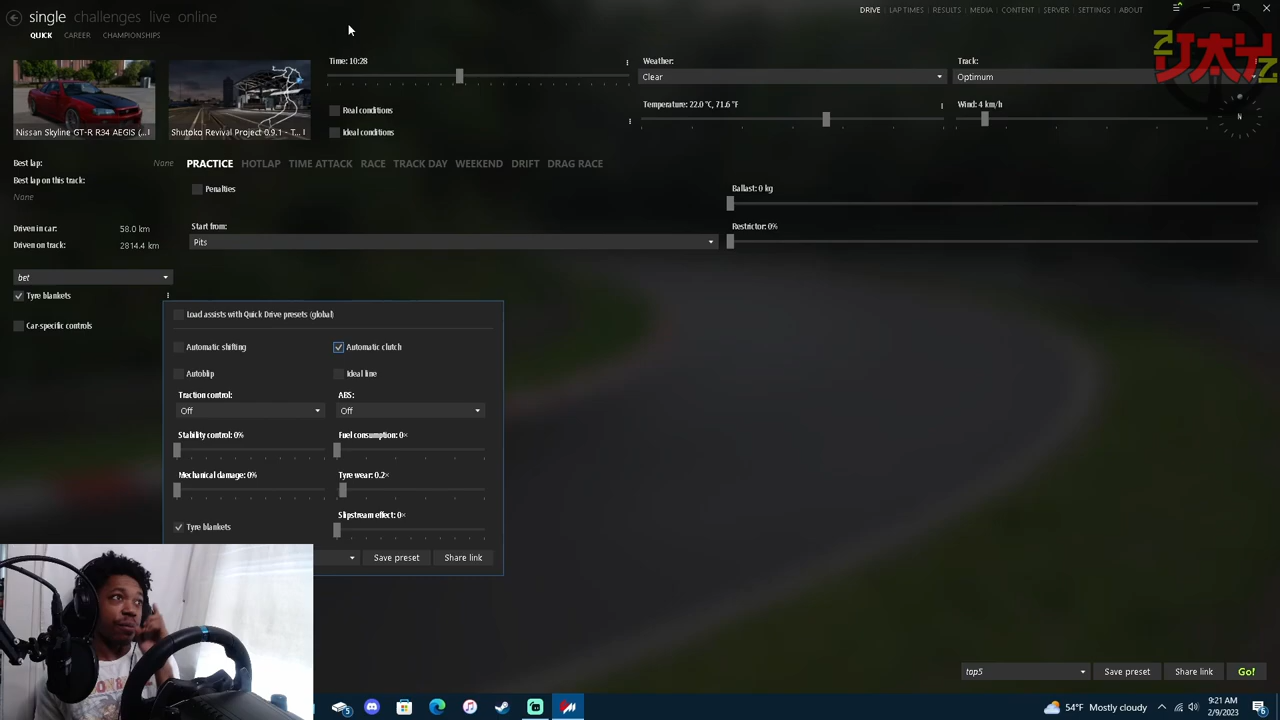 single challenges live online
DRIVE LAP TIMES RESULTS MEDIA CONTENT SERVER SETTINGS ABOUT
QUICK CAREER CHAMPIONSHIPS
Z JAY Z
Time: 10:28
Weather:
Track:
Clear
Optimum
Nissan Skyline GT-R R34 AEGIS (...
Shutoko Revival Project 0.9.1 - T...
Real conditions
Ideal conditions
Temperature: 22.0 °C, 71.6 °F
Wind: 4 km/h
N
Best lap: None
PRACTICE HOTLAP TIME ATTACK RACE TRACK DAY WEEKEND DRIFT DRAG RACE
Best lap on this track:
None
Penalties
Ballast: 0 kg
Driven in car: 58.0 km
Driven on track: 2814.4 km
Start from:
Pits
Restrictor: 0%
bet
Tyre blankets
Car-specific controls
Load assists with Quick Drive presets (global)
Automatic shifting
Automatic clutch
Autoblip
Ideal line
Traction control:
ABS:
Off
Off
Stability control: 0%
Fuel consumption: 0×
Mechanical damage: 0%
Tyre wear: 0.2×
Slipstream effect: 0×
Tyre blankets
Save preset
Share link
top5
Save preset
Share link
Go!
3
54°F Mostly cloudy
9:21 AM
2/9/2023
6